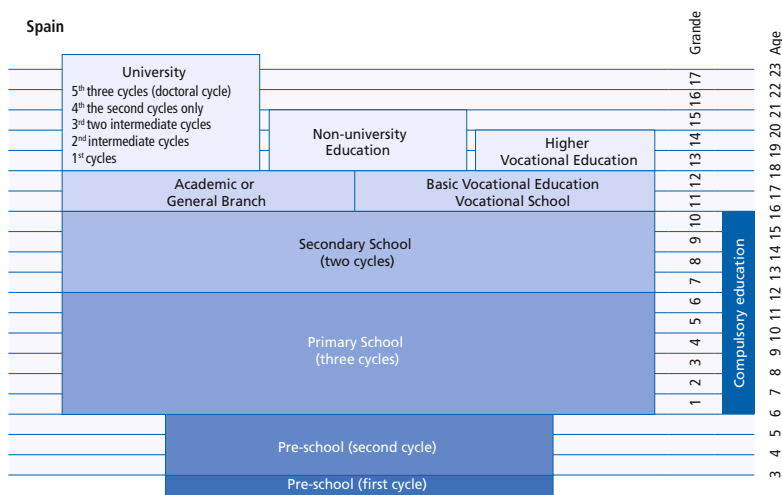 Spain
Grande
Age
University
5th three cycles (doctoral cycle)
4th the second cycles only
3rd two intermediate cycles
2nd intermediate cycles
1st cycles
Non-university
Education
Higher
Vocational Education
Academic or
General Branch
Basic Vocational Education
Vocational School
Secondary School
(two cycles)
Primary School
(three cycles)
Pre-school (second cycle)
Pre-school (first cycle)
1 2 3 4 5 6 7 8 9 10 11 12 13 14 15 16 17
Compulsory education
3 4 5 6 7 8 9 10 11 12 13 14 15 16 17 18 19 20 21 22 23